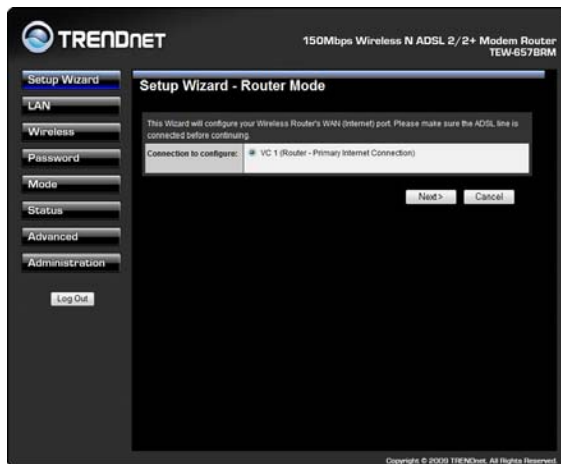 TRENDNET
150Mbps Wireless N ADSL 2/2+ Modem Router
TEW-657BRM
Setup Wizard
LAN
Wireless
Password
Mode
Status
Advanced
Administration
Log Out
Setup Wizard - Router Mode
This Wizard will configure your Wireless Router's WAN (Internet) port. Please make sure the ADSL line is
connected before continuing.
Connection to configure:
VC 1 (Router - Primary Internet Connection)
Next >
Cancel
Copyright © 2009 TRENDnet. All Rights Reserved.